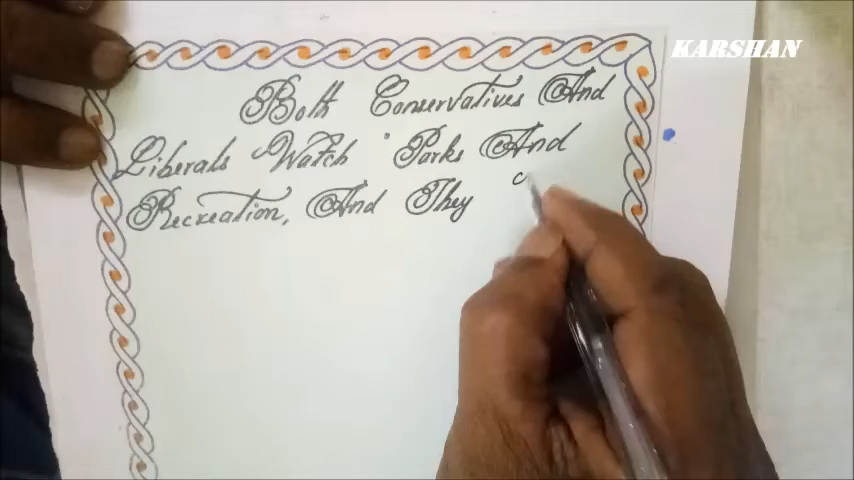 KARSHAN
Both Conservatives And
Liberals Watch "Parks And
Recreation, And They